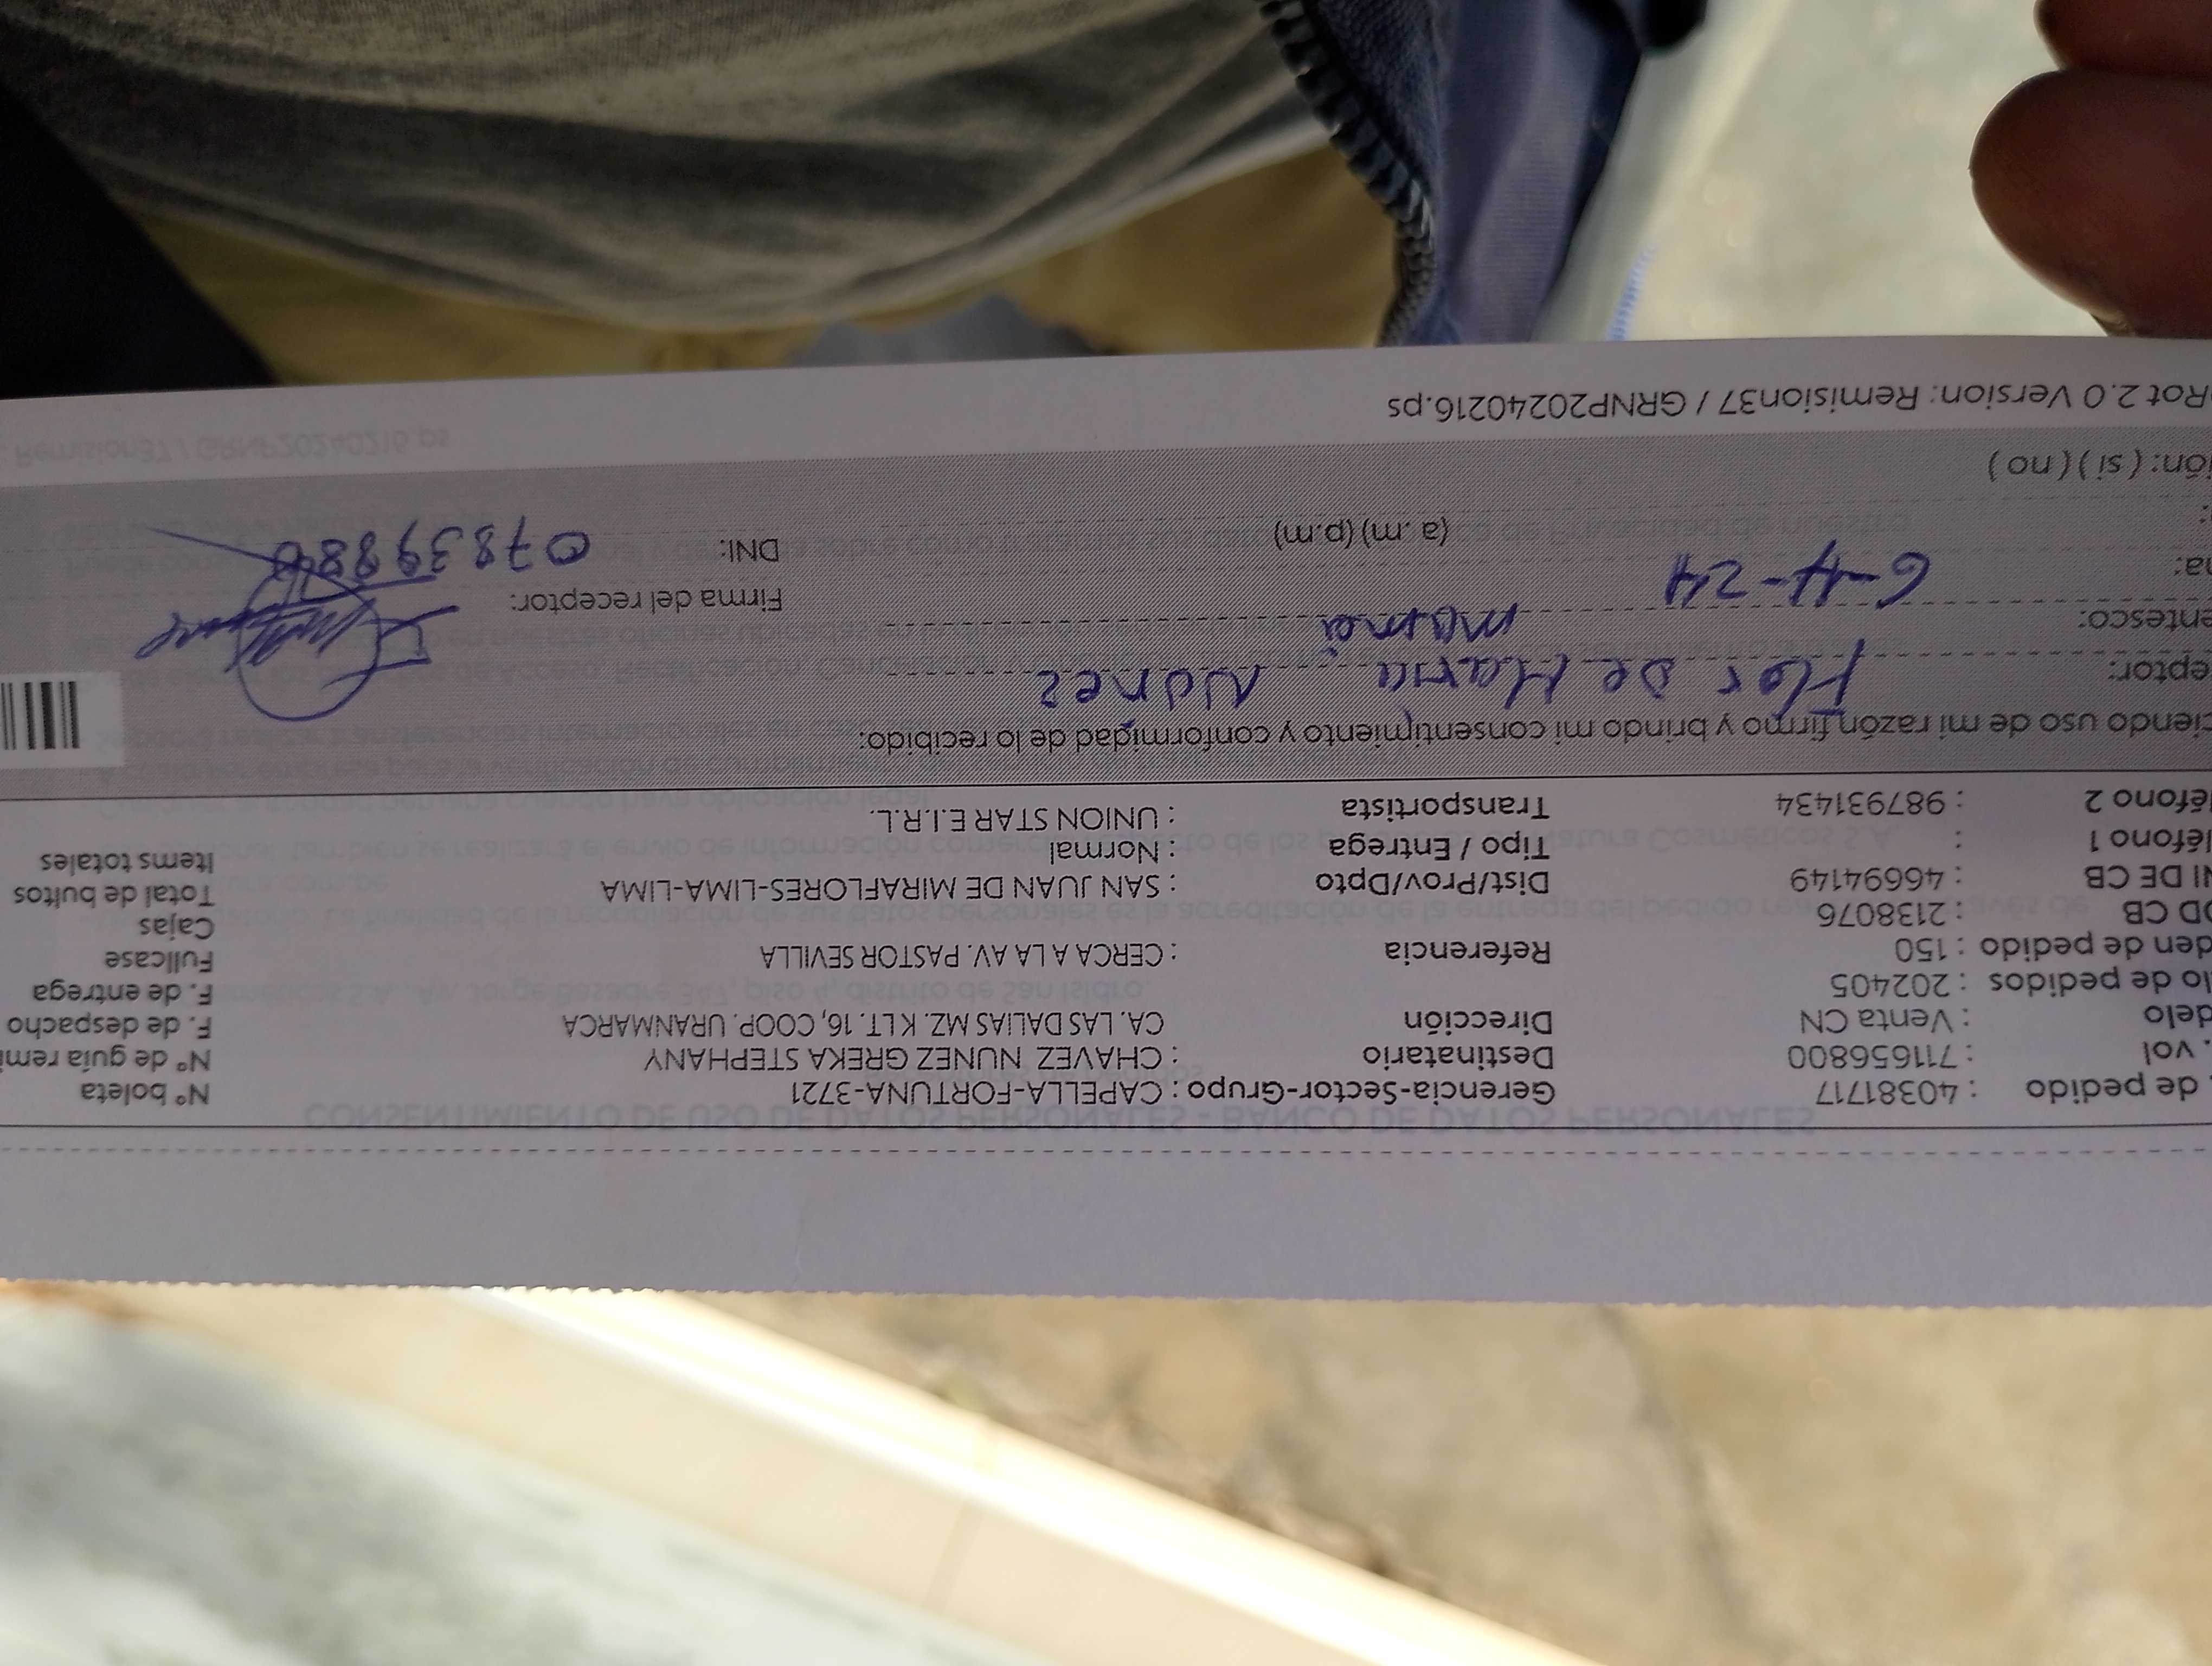 de pedido : 40381717 Gerencia-Sector-Grupo : CAPELLA-FORTUNA-3721 N° boleta
. vol : 711656800 Destinatario : CHAVEZ NUNEZ GREKA STEPHANY N° de guía remi
delo : Venta CN Dirección CA. LAS DALIAS MZ. K LT. 16, COOP. URANMARCA F. de despacho
lo de pedidos : 202405 F. de entrega
den de pedido : 150 Referencia : CERCA A LA AV. PASTOR SEVILLA Fullcase
OD CB : 2138076 Cajas
NI DE CB : 46694149 Dist/Prov/Dpto : SAN JUAN DE MIRAFLORES-LIMA-LIMA Total de bultos
léfono 1 : Tipo / Entrega : Normal Items totales
léfono 2 : 987931434 Transportista : UNION STAR E.I.R.L.
ciendo uso de mi razón firmo y brindo mi consentimiento y conformidad de lo recibido:
eptor: Flor De Maria Nunez
entesco: mamá Firma del receptor:
na: 6-4-24
: (a. m) (p.m) DNI: 07839880
ión: ( si ) ( no )
Rot 2.0 Version: Remision37 / GRNP20240216.ps